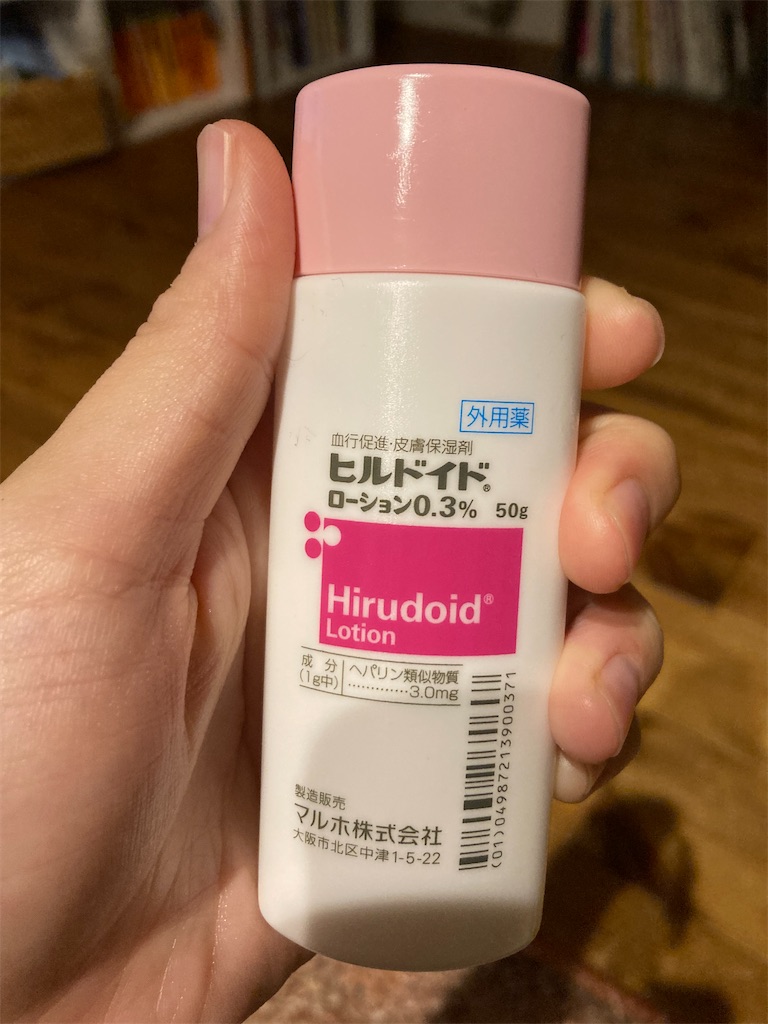 外用薬
血行促進・皮膚保湿剤
ヒルドイド®
ローション0.3% 50g
Hirudoid®
Lotion
成 分
(1g中)
ヘパリン類似物質
…………3.0mg
製造販売
マルホ株式会社
大阪市北区中津1-5-22
(01)04987213900371